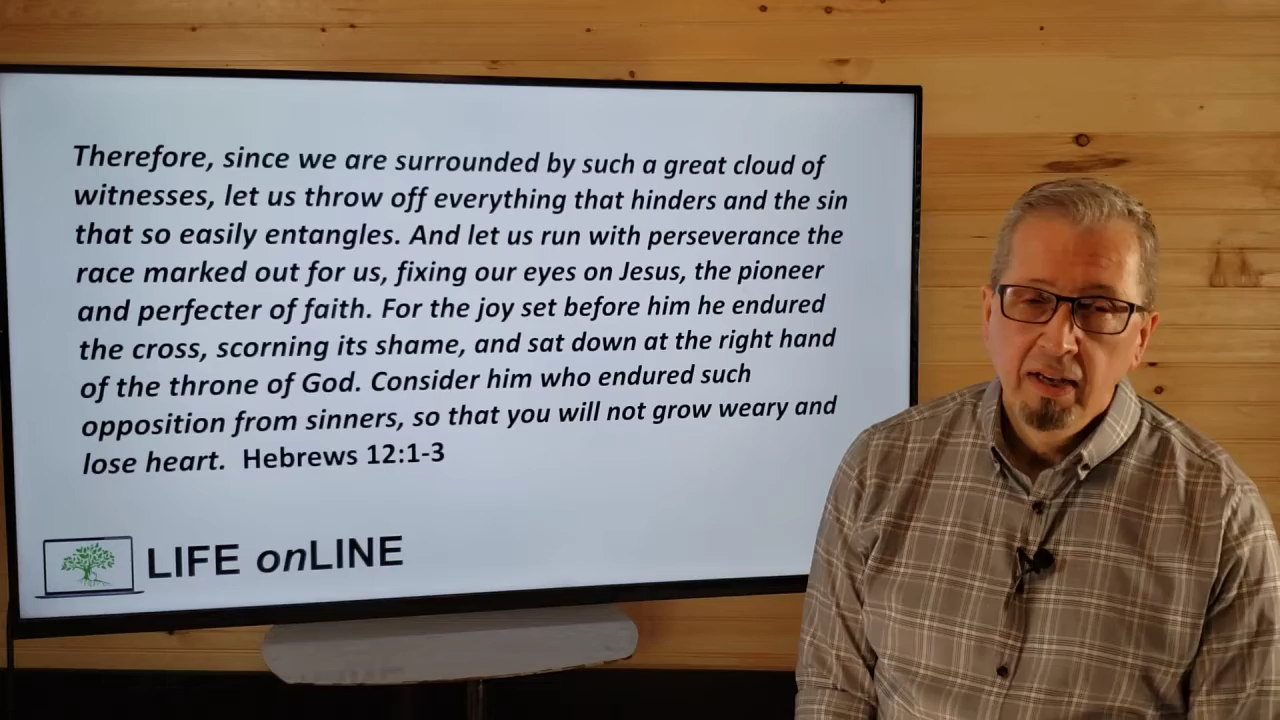 Therefore, since we are surrounded by such a great cloud of
witnesses, let us throw off everything that hinders and the sin
that so easily entangles. And let us run with perseverance the
race marked out for us, fixing our eyes on Jesus, the pioneer
and perfecter of faith. For the joy set before him he endured
the cross, scorning its shame, and sat down at the right hand
of the throne of God. Consider him who endured such
opposition from sinners, so that you will not grow weary and
lose heart. Hebrews 12:1-3
LIFE onLINE